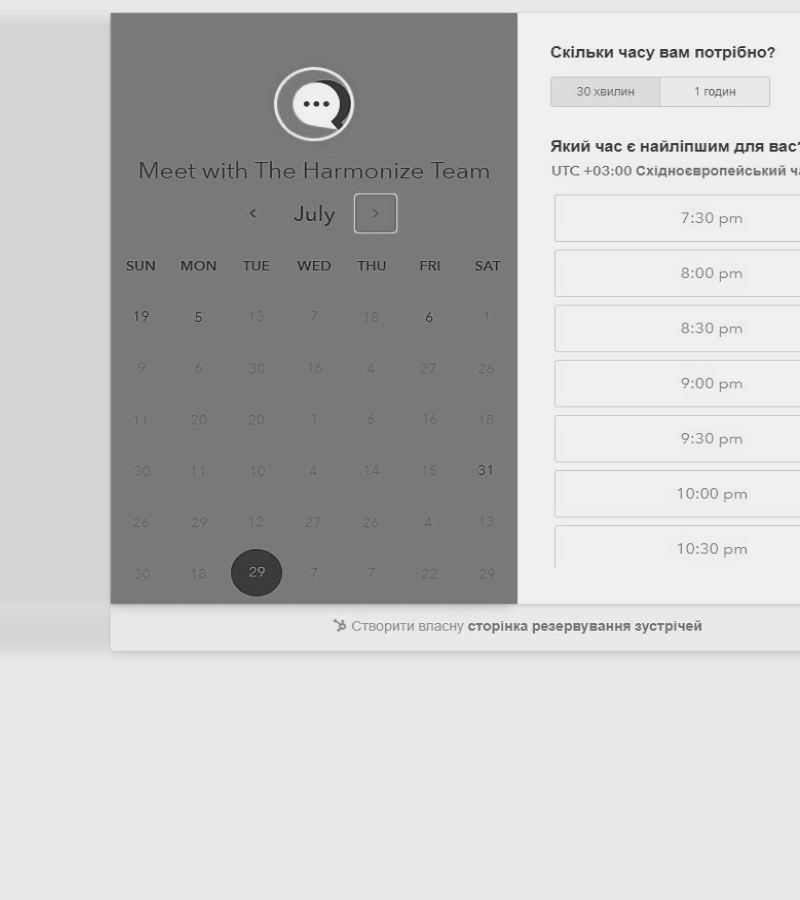 Meet with The Harmonize Team
July
SUN MON TUE WED THU FRI SAT
19 5 13 7 18 6 1
9 6 30 16 4 27 26
11 20 20 1 6 16 18
30 11 10 4 14 15 31
26 29 12 27 26 4 13
30 18 29 7 7 22 29
Скільки часу вам потрібно?
30 хвилин 1 годин
Який час є найліпшим для вас?
UTC +03:00 Східноєвропейський
7:30 pm
8:00 pm
8:30 pm
9:00 pm
9:30 pm
10:00 pm
10:30 pm
Створити власну сторінка резервування зустрічей